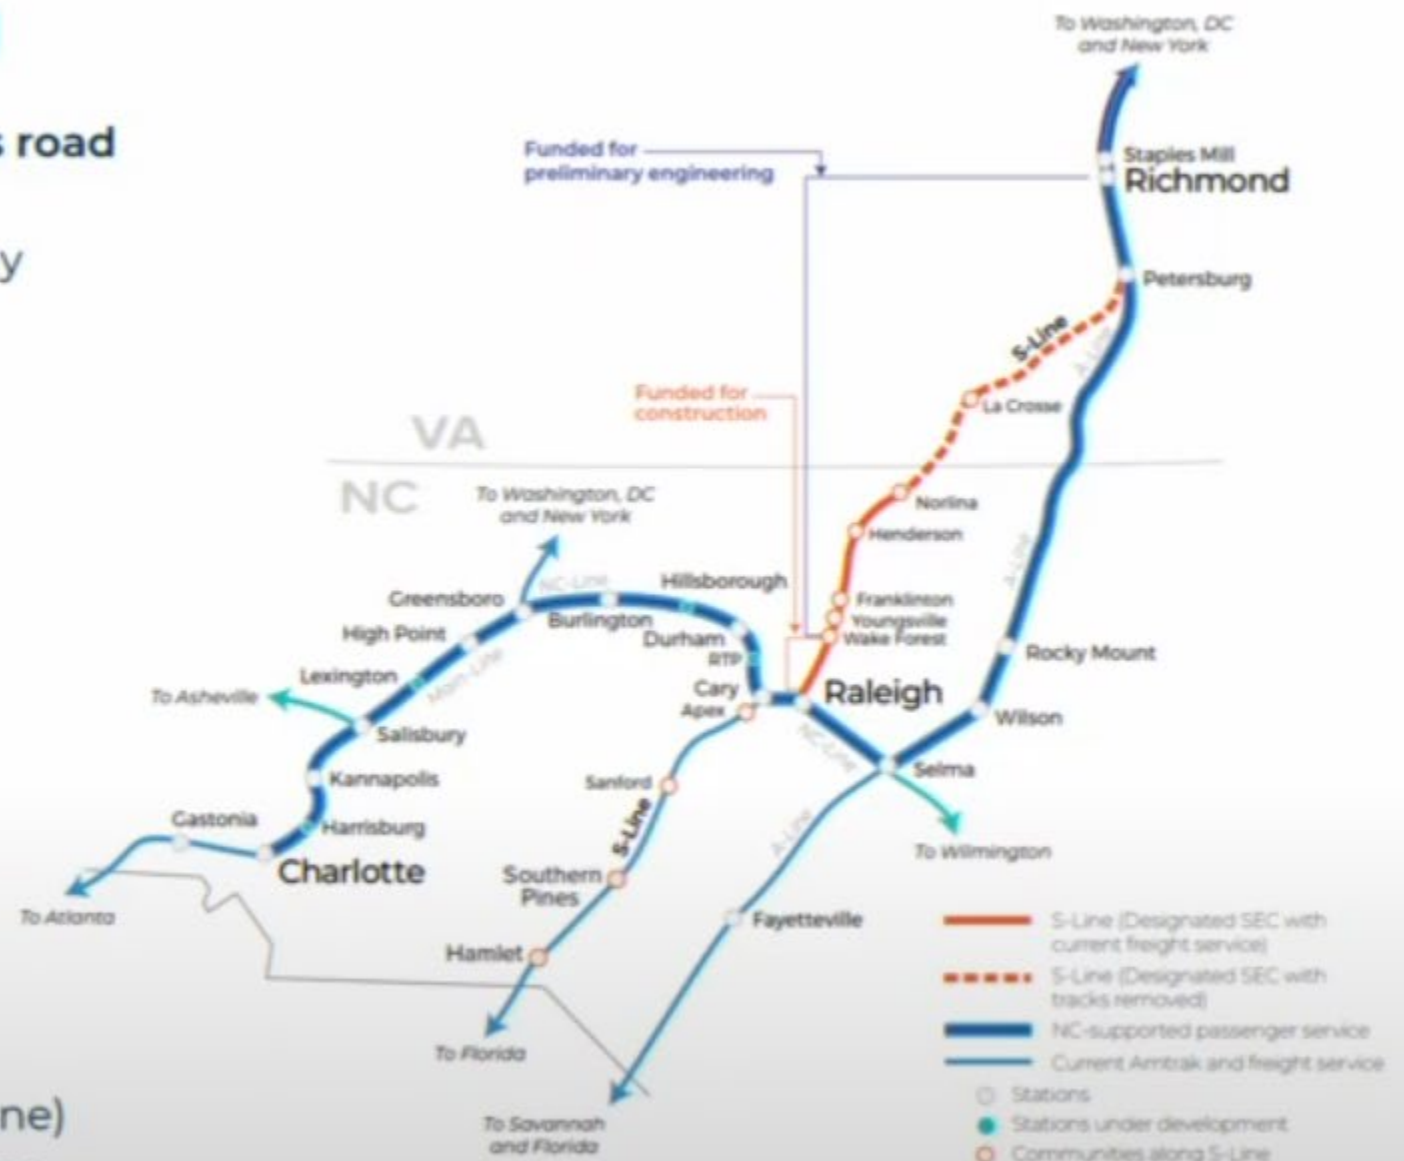 s road
y
ne)
To Washington, DC
and New York
Funded for
preliminary engineering
Staples Mill
Richmond
Petersburg
S-Line
A-Line
La Crosse
Funded for
construction
VA
NC
To Washington, DC
and New York
Norlina
Henderson
A-Line
NC-Line
Hillsborough
Greensboro
Burlington
Franklinton
Youngsville
Wake Forest
High Point
Durham
RTP
Rocky Mount
Lexington
Main-Line
To Asheville
Cary
Apex
Raleigh
Salisbury
NC-Line
Wilson
Selma
Kannapolis
Sanford
S-Line
A-Line
Gastonia
Harrisburg
Charlotte
To Wilmington
Southern
Pines
To Atlanta
Fayetteville
Hamlet
To Florida
To Savannah
and Florida
S-Line (Designated SEC with
current freight service)
S-Line (Designated SEC with
tracks removed)
NC-supported passenger service
Current Amtrak and freight service
Stations
Stations under development
Communities along S-Line